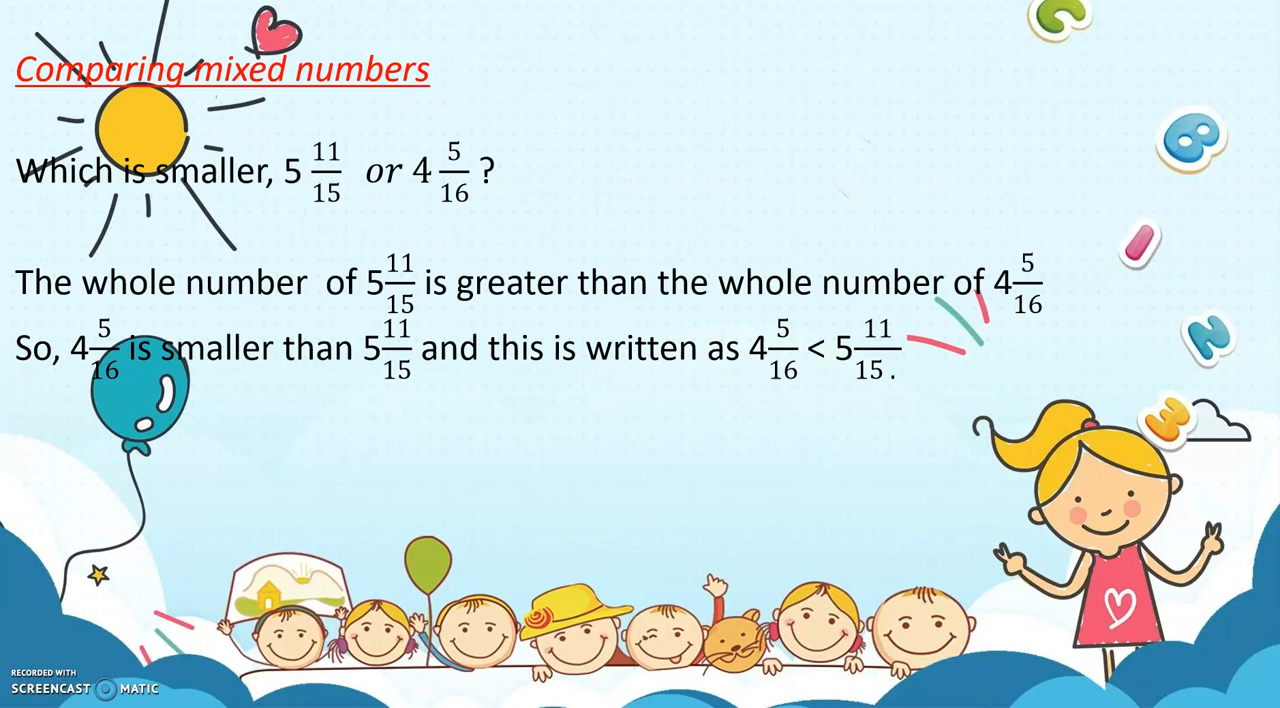 Comparing mixed numbers
Which is smaller, 5 11/15 or 4 5/16 ?
The whole number of 5 11/15 is greater than the whole number of 4 5/16
So, 4 5/16 is smaller than 5 11/15 and this is written as 4 5/16 < 5 11/15 .
RECORDED WITH
SCREENCAST MATIC